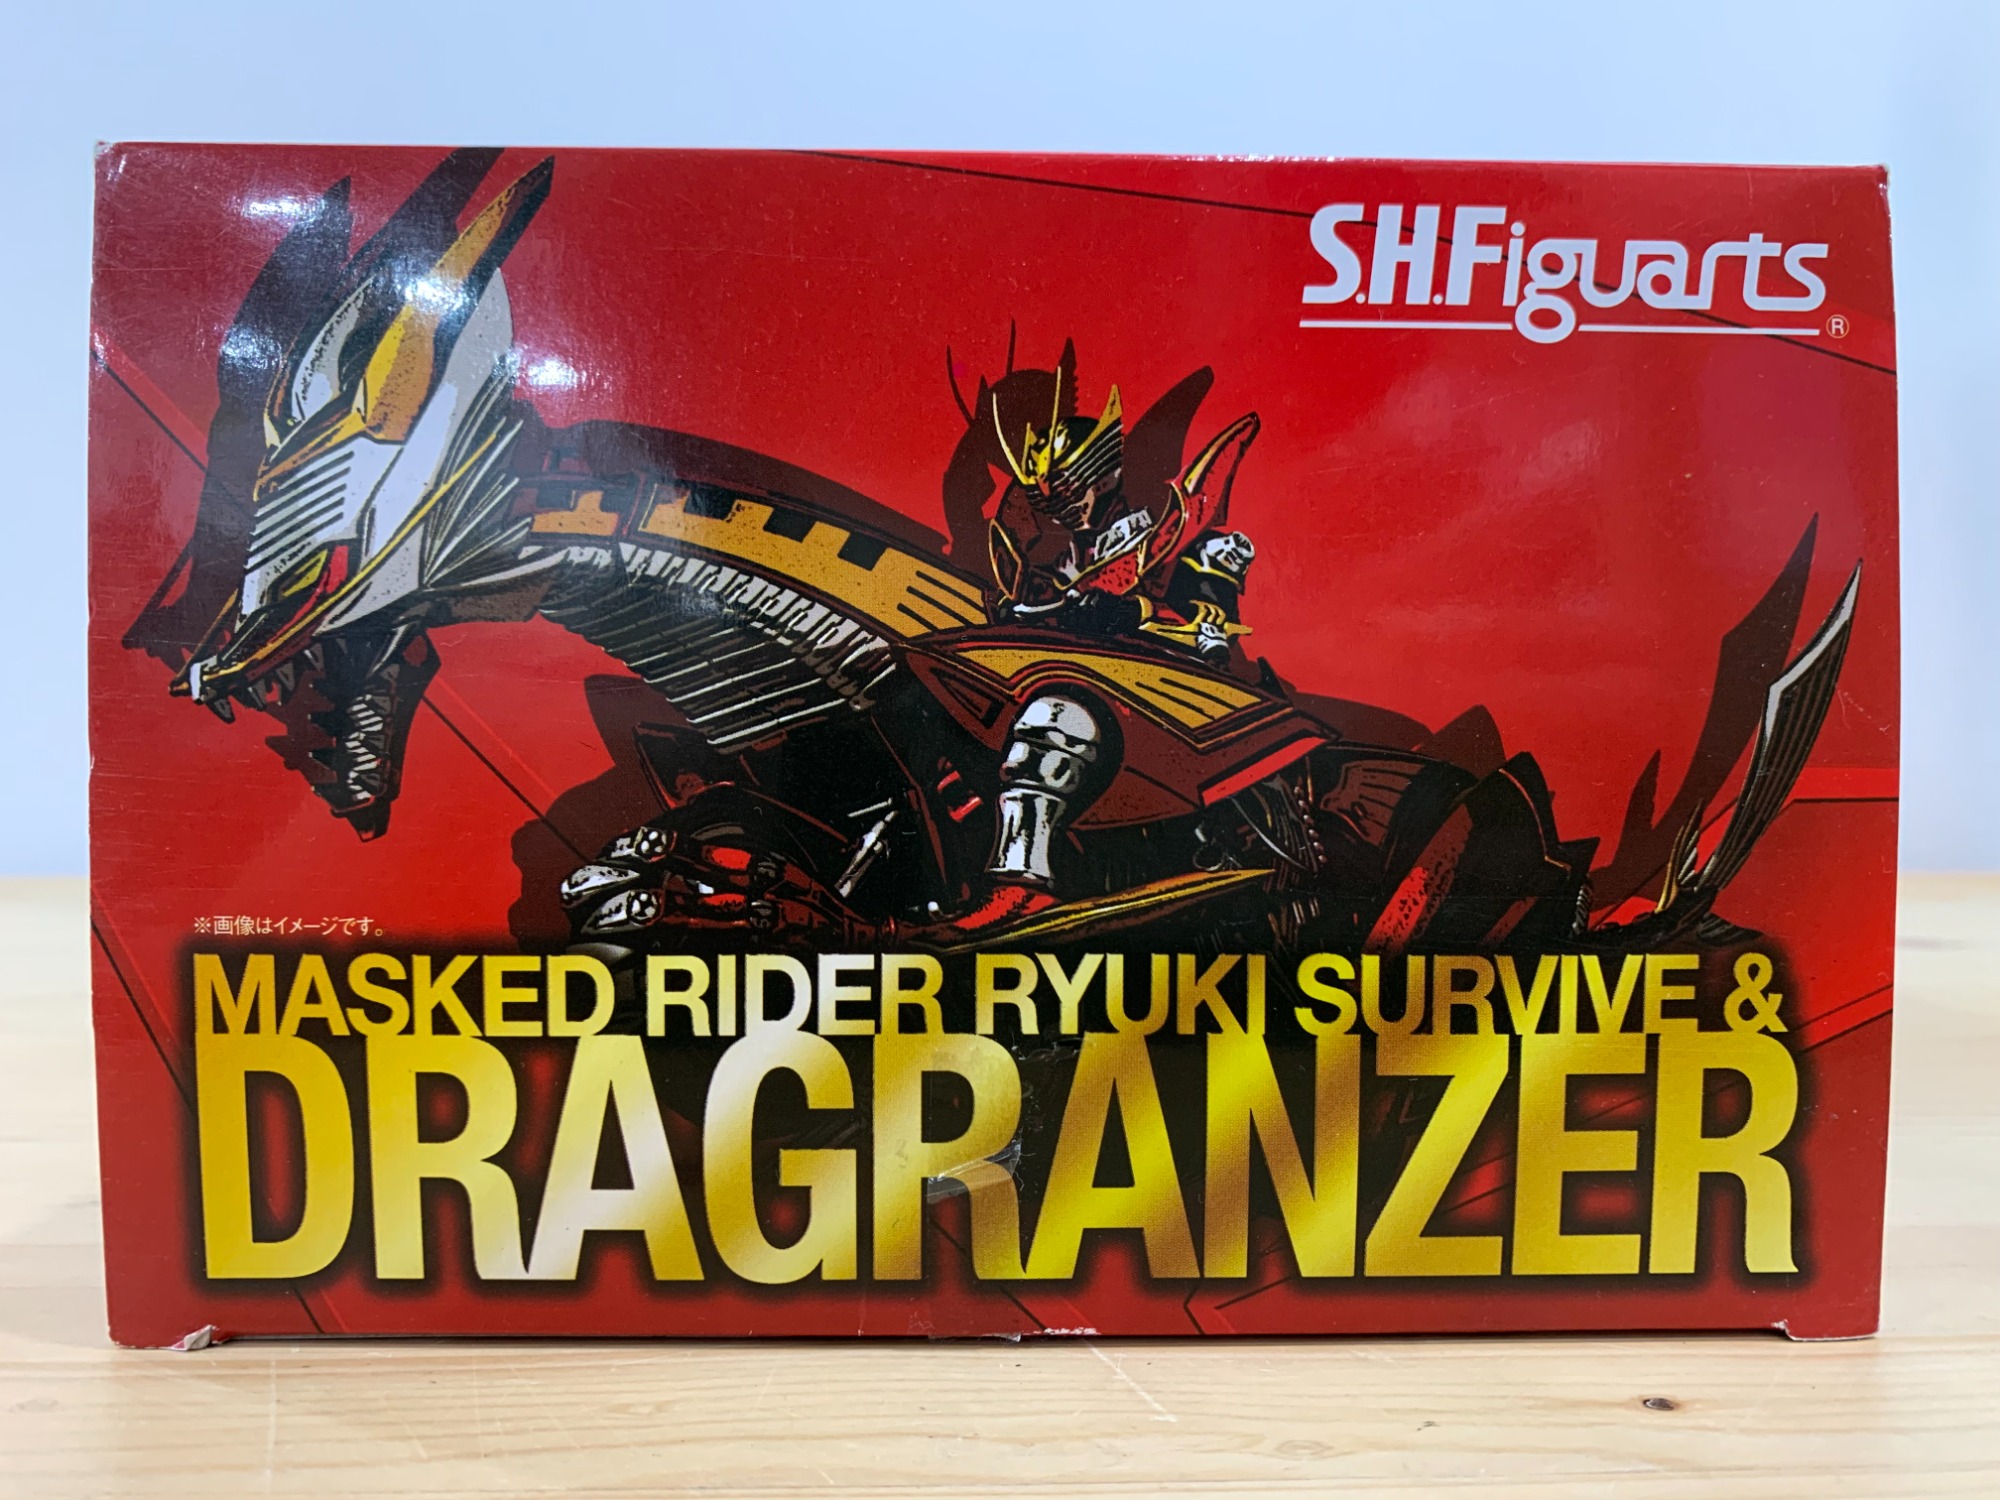 S.H.Figuarts
®
※画像はイメージです。
MASKED RIDER RYUKI SURVIVE &
DRAGRANZER